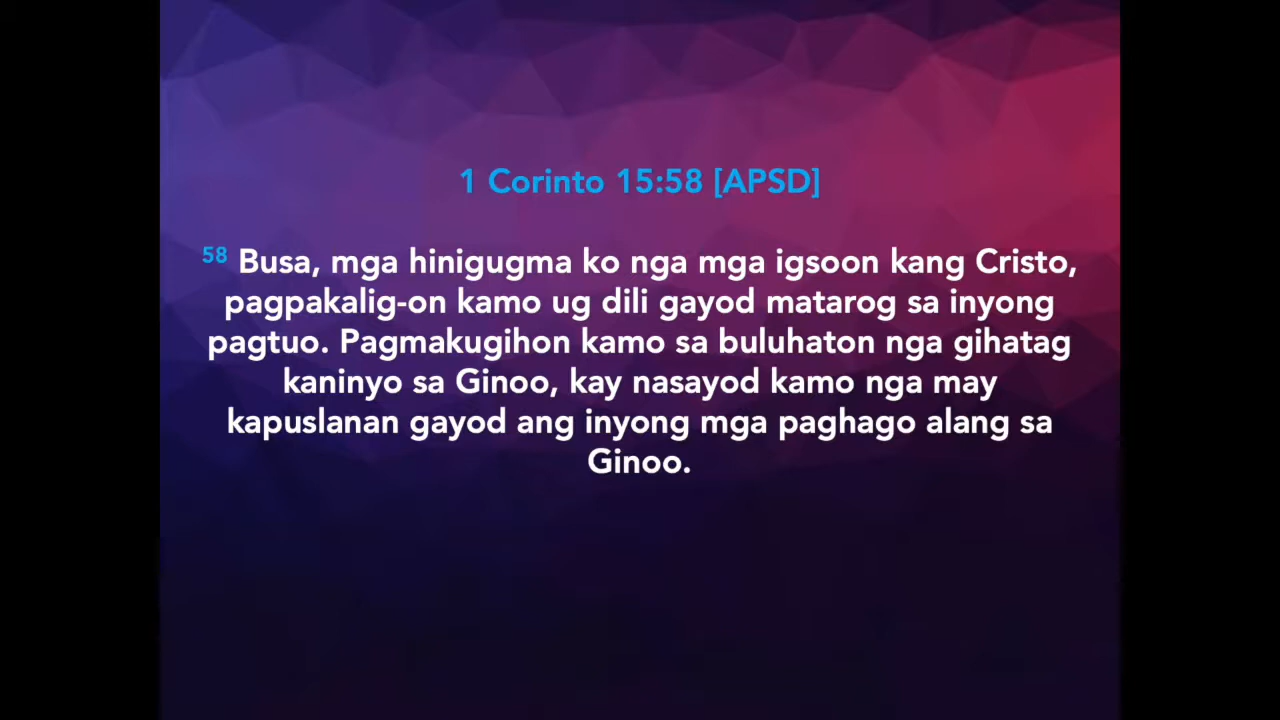 1 Corinto 15:58 [APSD]
58 Busa, mga hinigugma ko nga mga igsoon kang Cristo,
pagpakalig-on kamo ug dili gayod matarog sa inyong
pagtuo. Pagmakugihon kamo sa buluhaton nga gihatag
kaninyo sa Ginoo, kay nasayod kamo nga may
kapuslanan gayod ang inyong mga paghago alang sa
Ginoo.